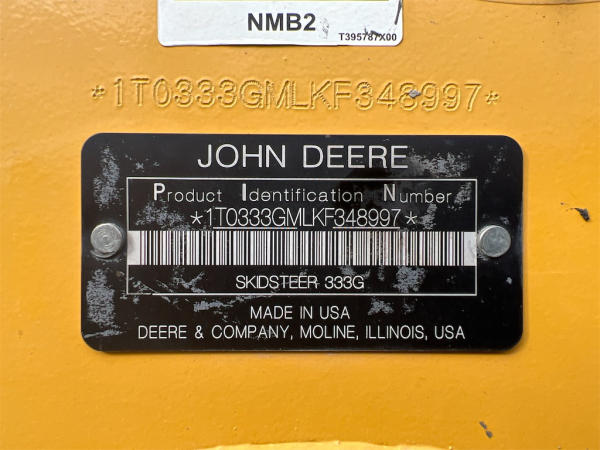 NMB2
T395787X00
*1T0333GMLKF348997*
JOHN DEERE
Product Identification Number
*1T0333GMLKF348997*
SKIDSTEER 333G
MADE IN USA
DEERE & COMPANY, MOLINE, ILLINOIS, USA